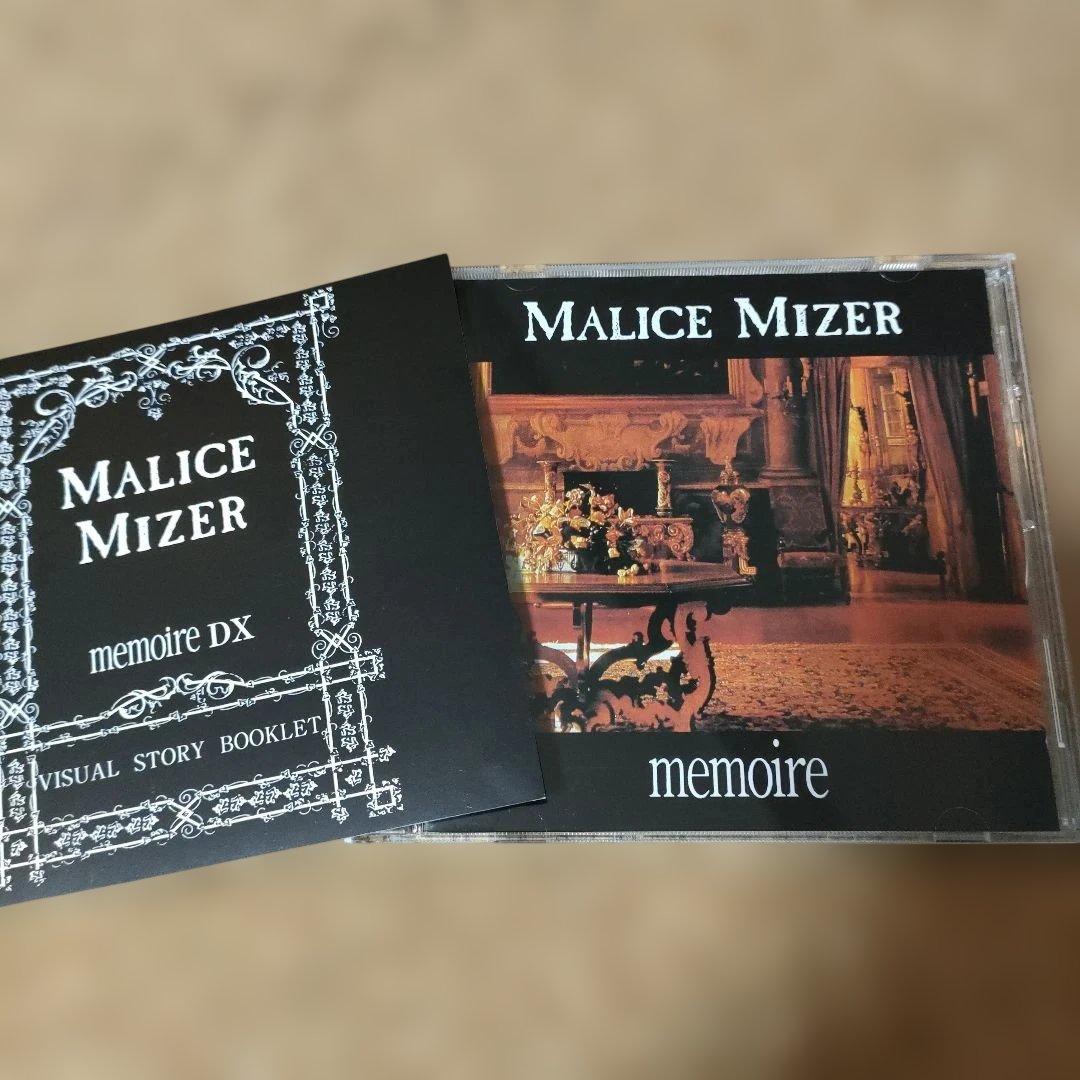 MALICE
MIZER
memoire DX
VISUAL STORY BOOKLET
MALICE MIZER
memoire